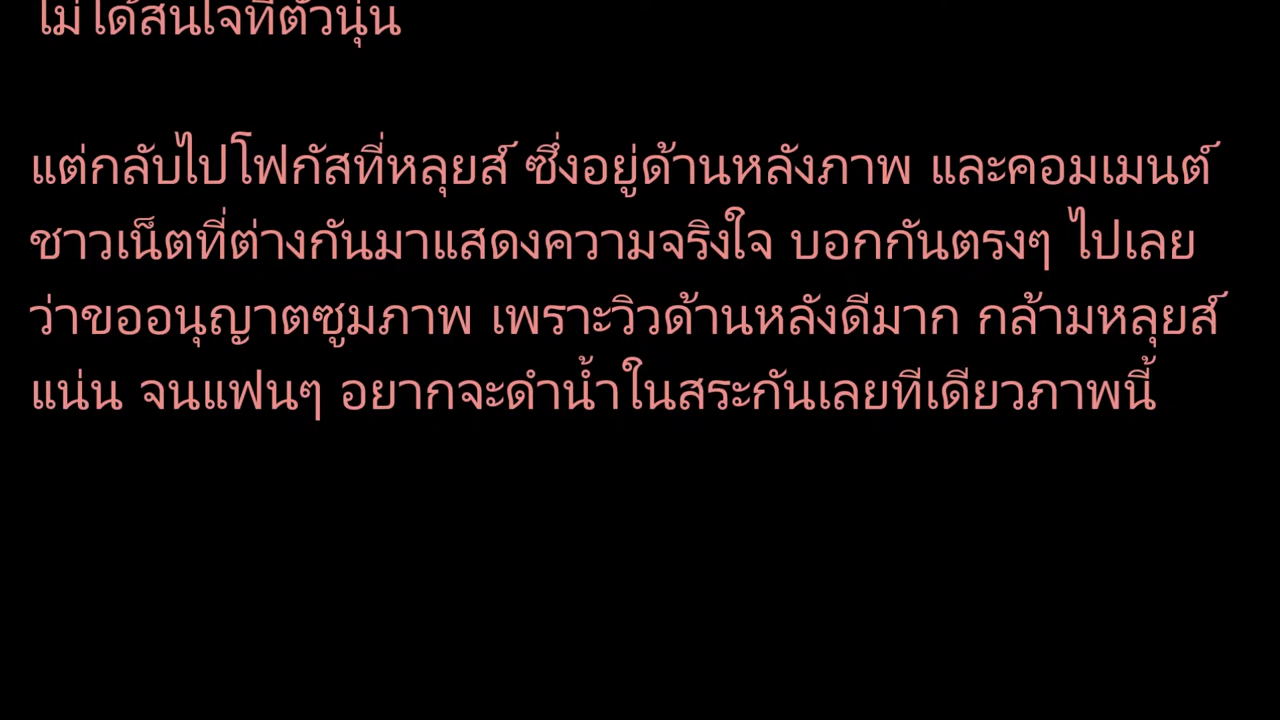 ไม่ได้สนใจที่ตัวนุ่น
แต่กลับไปโฟกัสที่หลุยส์ ซึ่งอยู่ด้านหลังภาพ และคอมเมนต์
ชาวเน็ตที่ต่างกันมาแสดงความจริงใจ บอกกันตรงๆ ไปเลย
ว่าขออนุญาตซูมภาพ เพราะวิวด้านหลังดีมาก กล้ามหลุยส์
แน่น จนแฟนๆ อยากจะดำน้ำในสระกันเลยทีเดียวภาพนี้